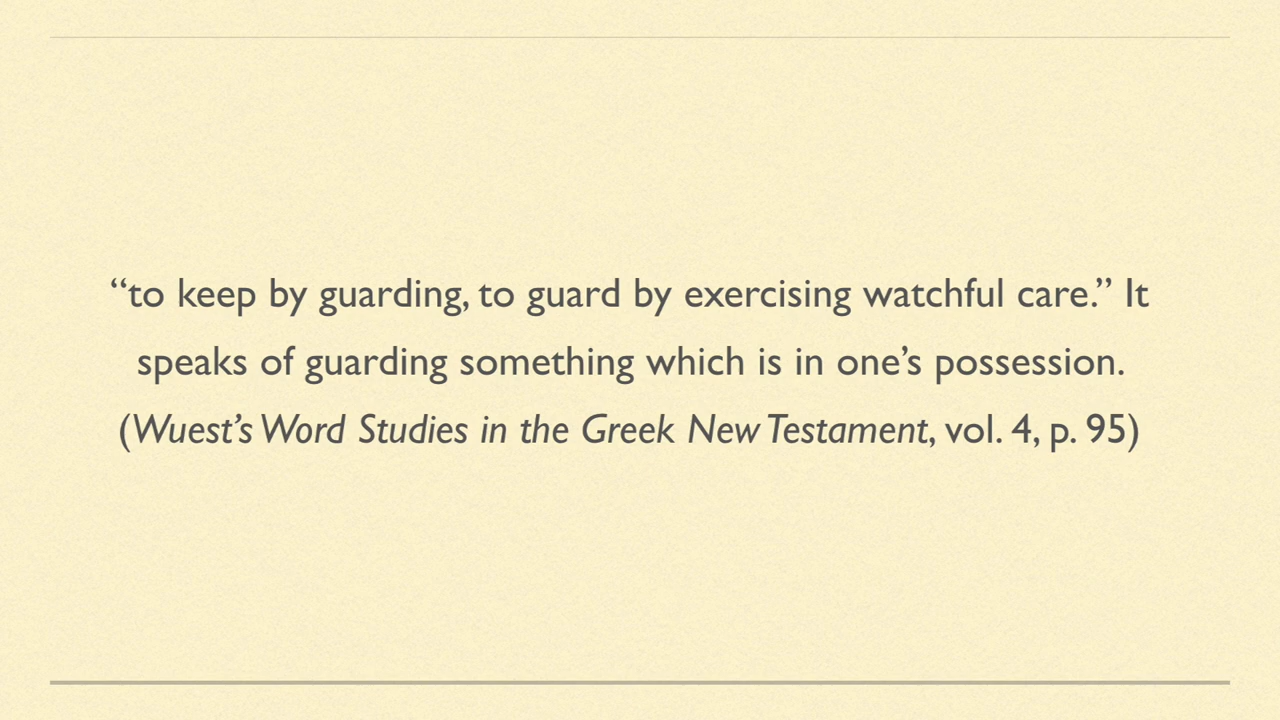 “to keep by guarding, to guard by exercising watchful care.” It
speaks of guarding something which is in one’s possession.
(Wuest’s Word Studies in the Greek New Testament, vol. 4, p. 95)